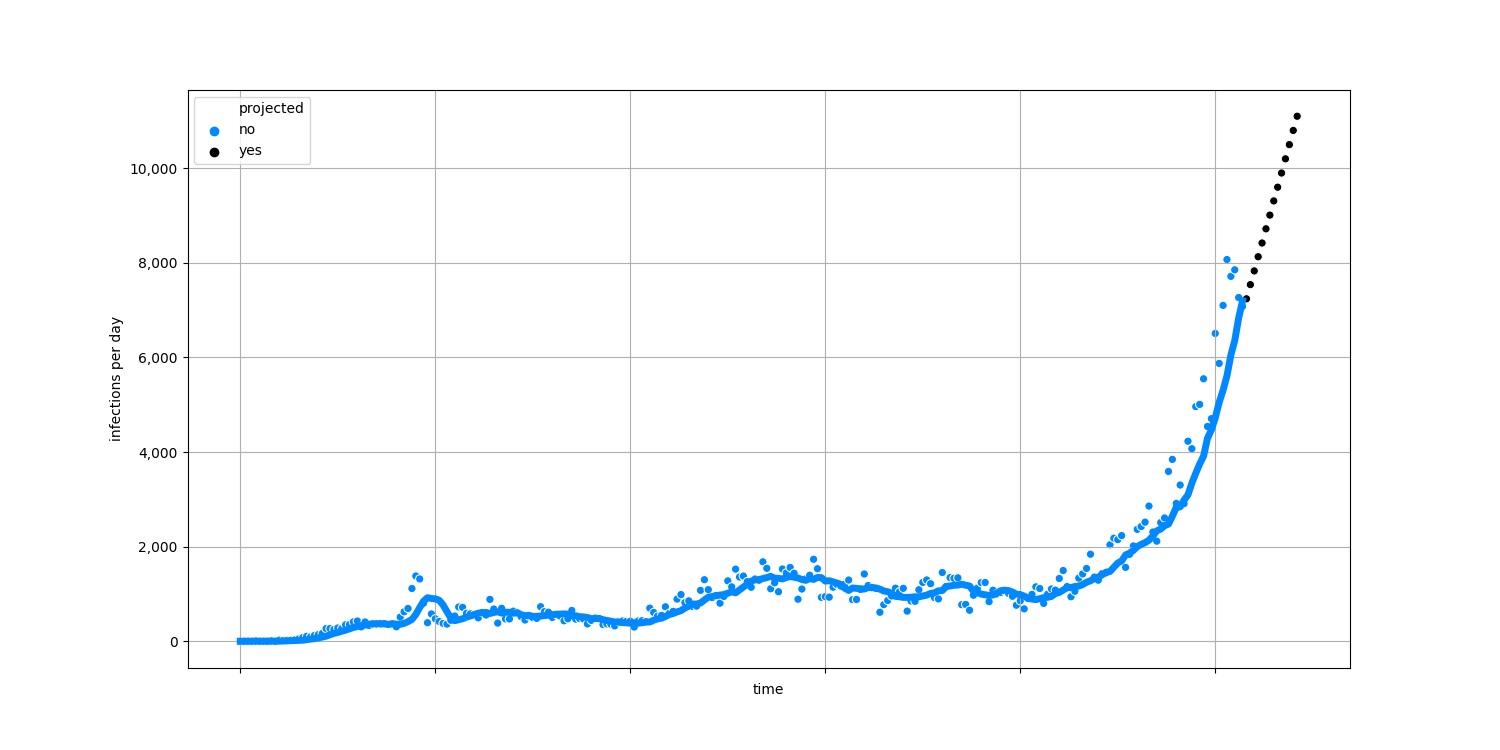 projected
no
yes
10,000
8,000
6,000
4,000
2,000
0
infections per day
time